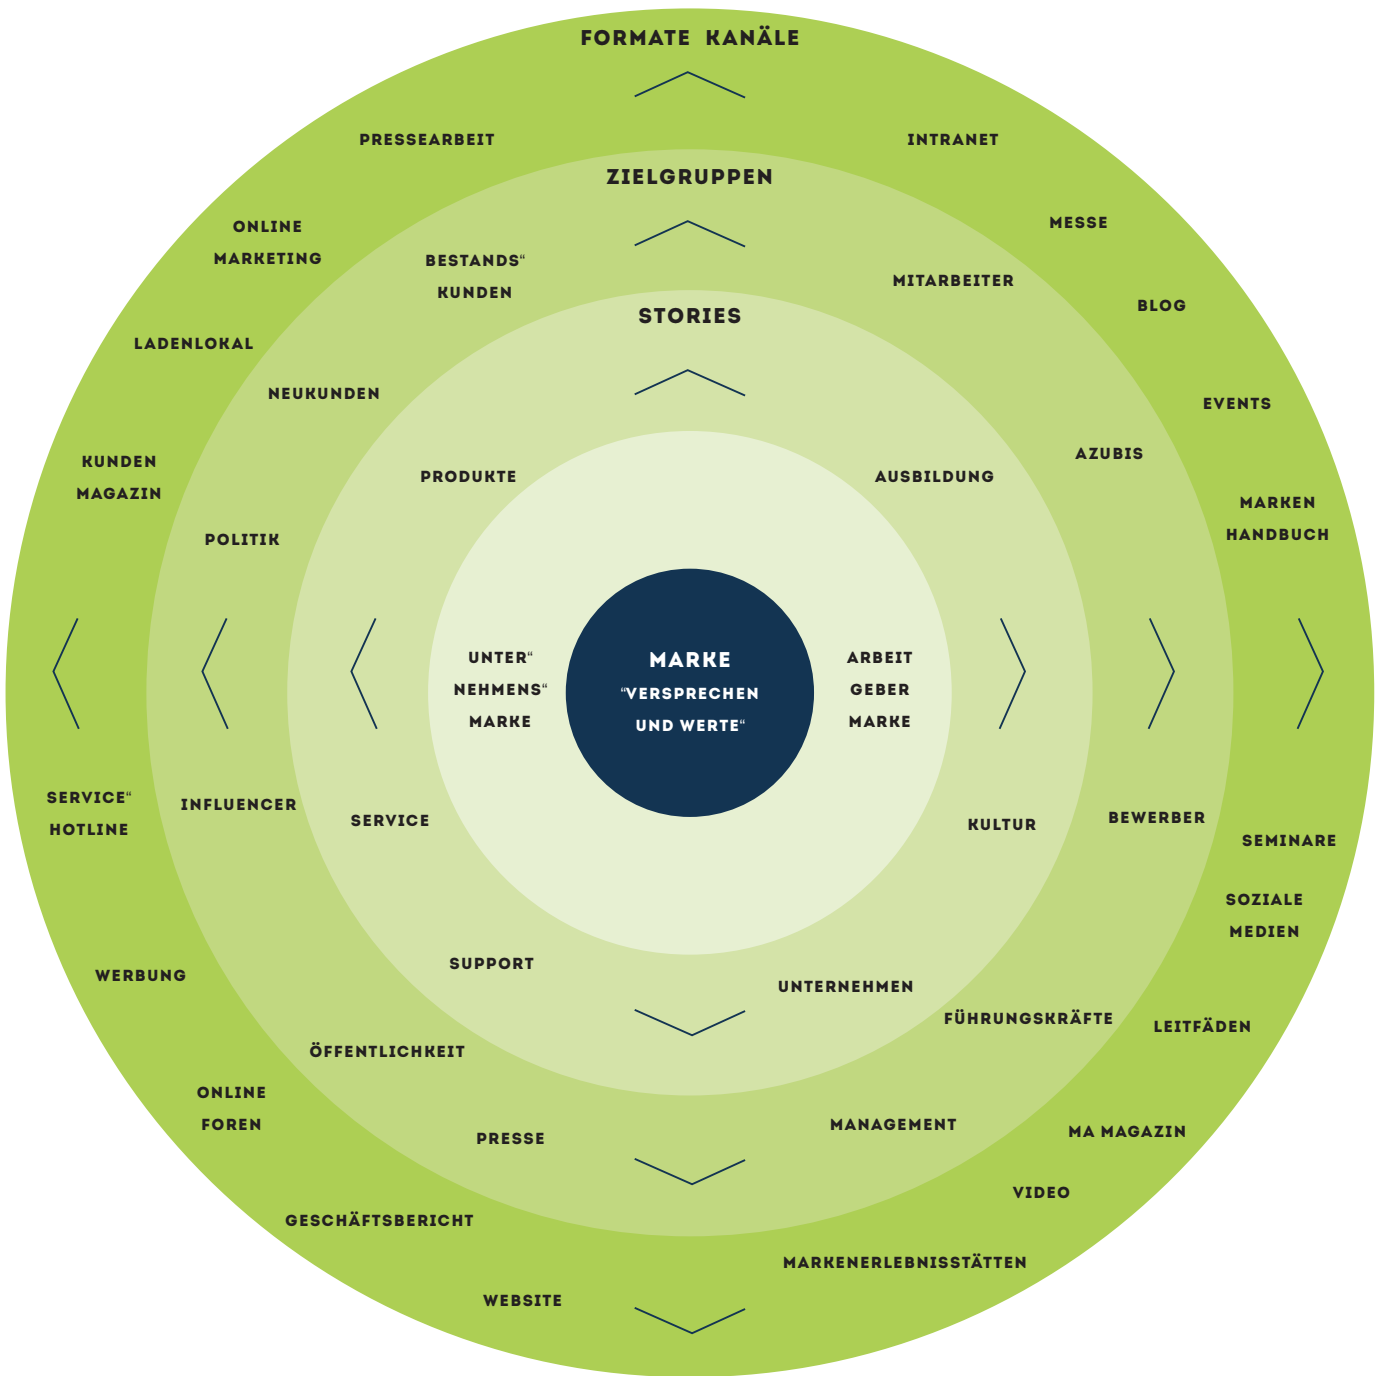 FORMATE KANÄLE
PRESSEARBEIT
INTRANET
ZIELGRUPPEN
ONLINE
MARKETING
MESSE
BESTANDS“
KUNDEN
MITARBEITER
BLOG
STORIES
LADENLOKAL
NEUKUNDEN
EVENTS
KUNDEN
MAGAZIN
AZUBIS
PRODUKTE
AUSBILDUNG
MARKEN
HANDBUCH
POLITIK
UNTER“
NEHMENS“
MARKE
MARKE
“VERSPRECHEN
UND WERTE“
ARBEIT
GEBER
MARKE
SERVICE“
HOTLINE
INFLUENCER
SERVICE
KULTUR
BEWERBER
SEMINARE
SOZIALE
MEDIEN
WERBUNG
SUPPORT
UNTERNEHMEN
FÜHRUNGSKRÄFTE
LEITFÄDEN
ÖFFENTLICHKEIT
ONLINE
FOREN
PRESSE
MANAGEMENT
MA MAGAZIN
VIDEO
GESCHÄFTSBERICHT
MARKENERLEBNISSTÄTTEN
WEBSITE